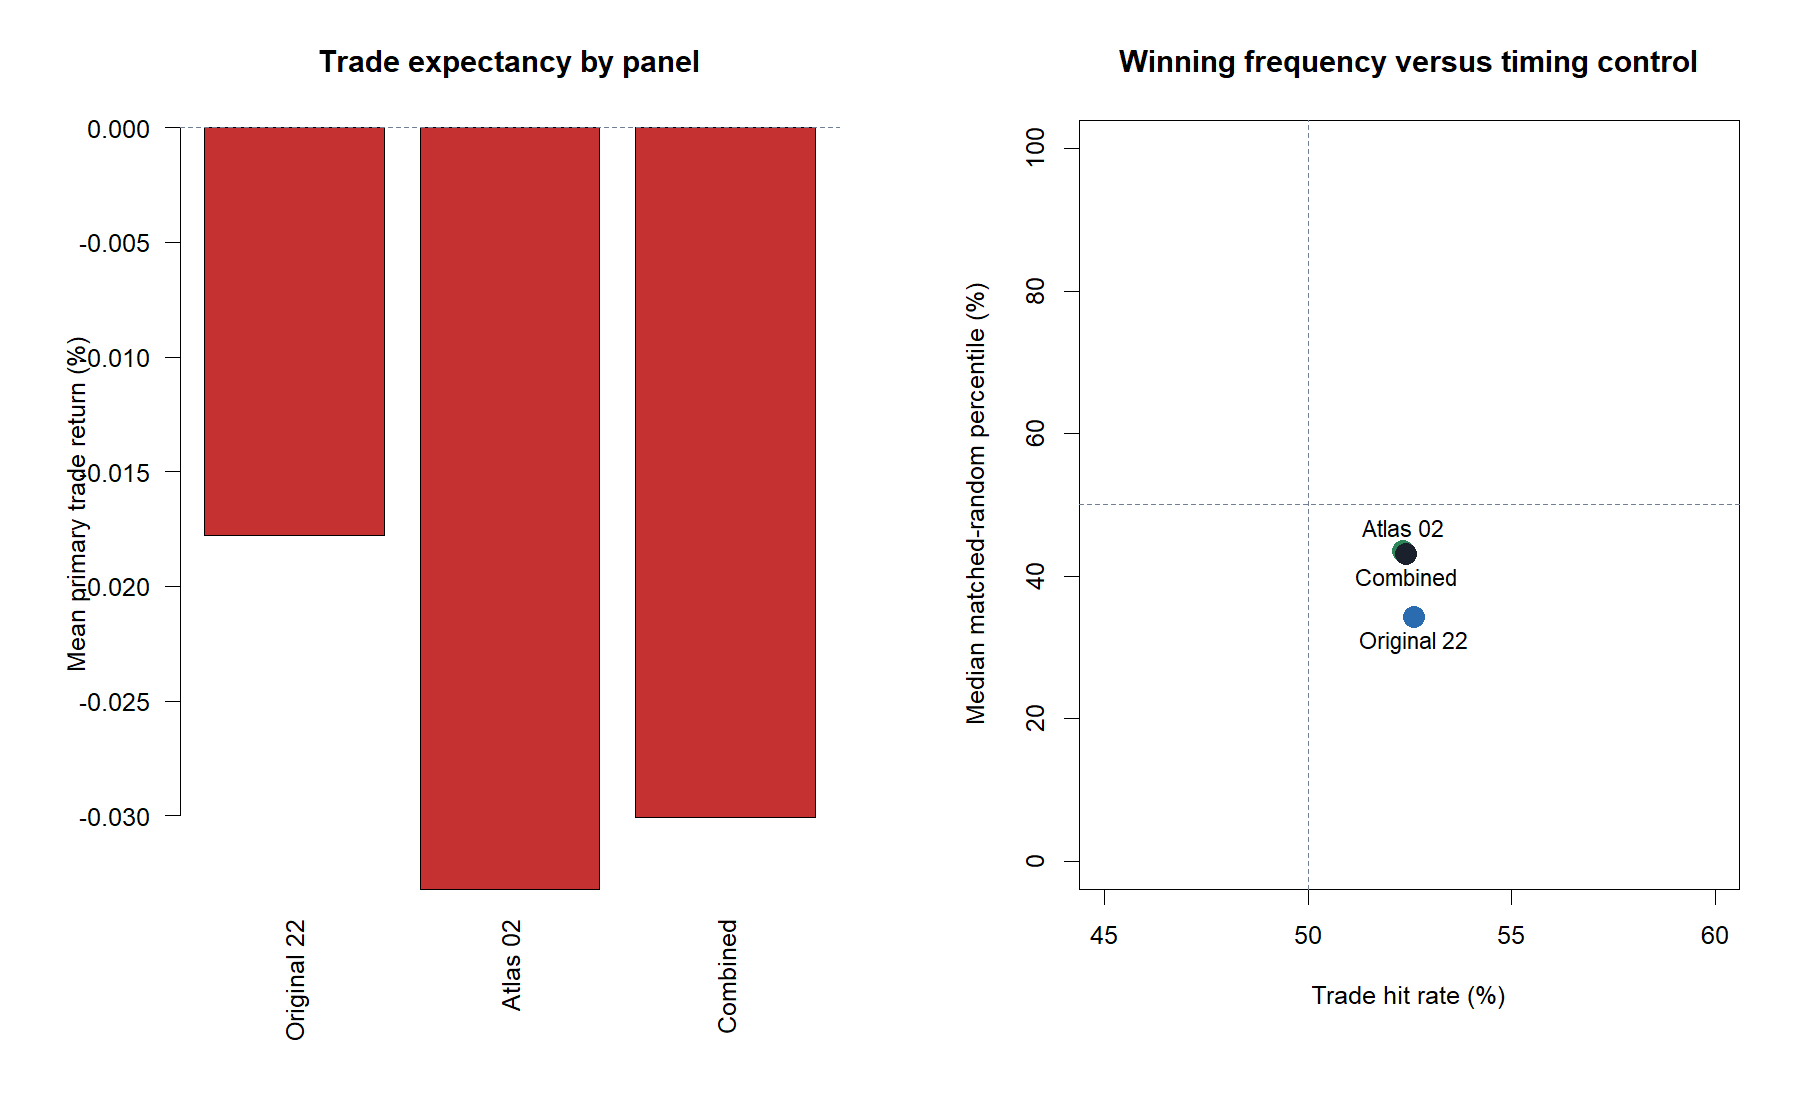 Trade expectancy by panel
Mean primary trade return (%)
0.000
-0.005
-0.010
-0.015
-0.020
-0.025
-0.030
Original 22
Atlas 02
Combined
Winning frequency versus timing control
Median matched-random percentile (%)
100
80
60
40
20
0
Atlas 02
Combined
Original 22
45
50
55
60
Trade hit rate (%)